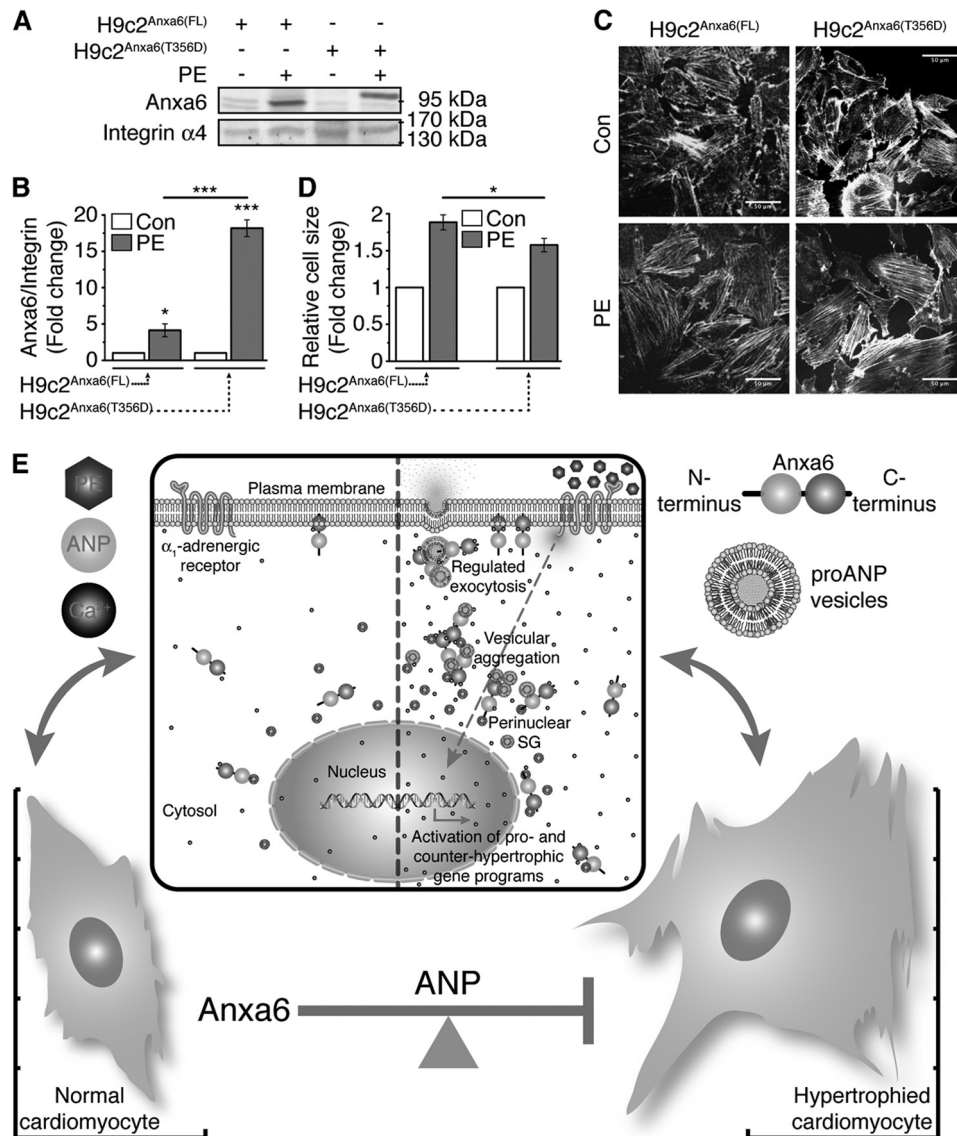 A
H9c2Anxa6(FL) + + - -
H9c2Anxa6(T356D) - - + +
PE - + - +
Anxa6
95 kDa
170 kDa
Integrin α4
130 kDa
B
***
Anxa6/Integrin
(Fold change)
20
15
10
5
0
Con
PE
*
***
H9c2Anxa6(FL)
H9c2Anxa6(T356D)
D
*
Relative cell size
(Fold change)
2
1.5
1
0.5
0
Con
PE
H9c2Anxa6(FL)
H9c2Anxa6(T356D)
C
H9c2Anxa6(FL) H9c2Anxa6(T356D)
Con
PE
*
*
50 µm
50 µm
50 µm
50 µm
E
PE
ANP
Ca2+
Plasma membrane
α1-adrenergic
receptor
Regulated
exocytosis
Vesicular
aggregation
Perinuclear
SG
Nucleus
Cytosol
Activation of pro- and
counter-hypertrophic
gene programs
Anxa6
N-
terminus
C-
terminus
proANP
vesicles
Anxa6
ANP
Normal
cardiomyocyte
Hypertrophied
cardiomyocyte